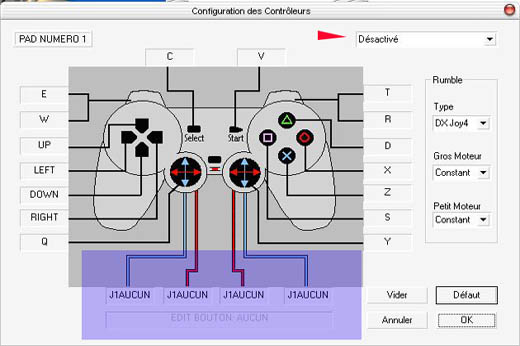 Configuration des Contrôleurs
PAD NUMERO 1
Désactivé
C
V
E
W
UP
LEFT
DOWN
RIGHT
Q
Select
Start
T
R
D
X
Z
S
Y
Rumble
Type
DX Joy4
Gros Moteur
Constant
Petit Moteur
Constant
J1AUCUN
J1AUCUN
J1AUCUN
J1AUCUN
EDIT BOUTON: AUCUN
Vider
Défaut
Annuler
OK